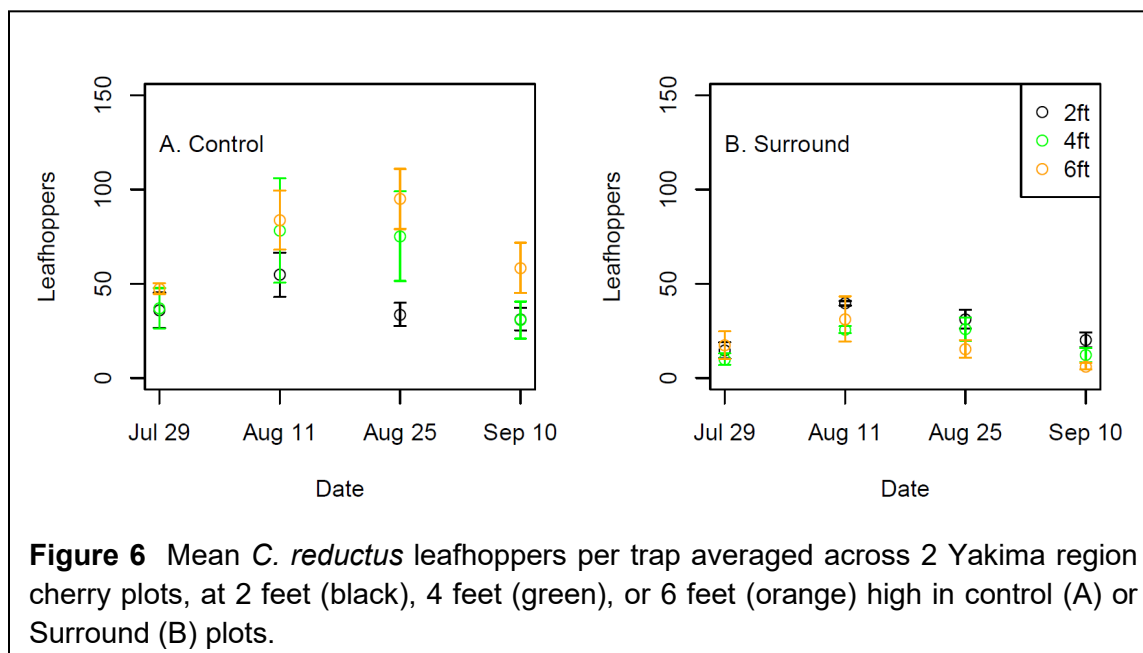 A. Control
150
100
50
0
Leafhoppers
Jul 29 Aug 11 Aug 25 Sep 10
Date
B. Surround
2ft
4ft
6ft
150
100
50
0
Leafhoppers
Jul 29 Aug 11 Aug 25 Sep 10
Date
Figure 6 Mean C. reductus leafhoppers per trap averaged across 2 Yakima region
cherry plots, at 2 feet (black), 4 feet (green), or 6 feet (orange) high in control (A) or
Surround (B) plots.